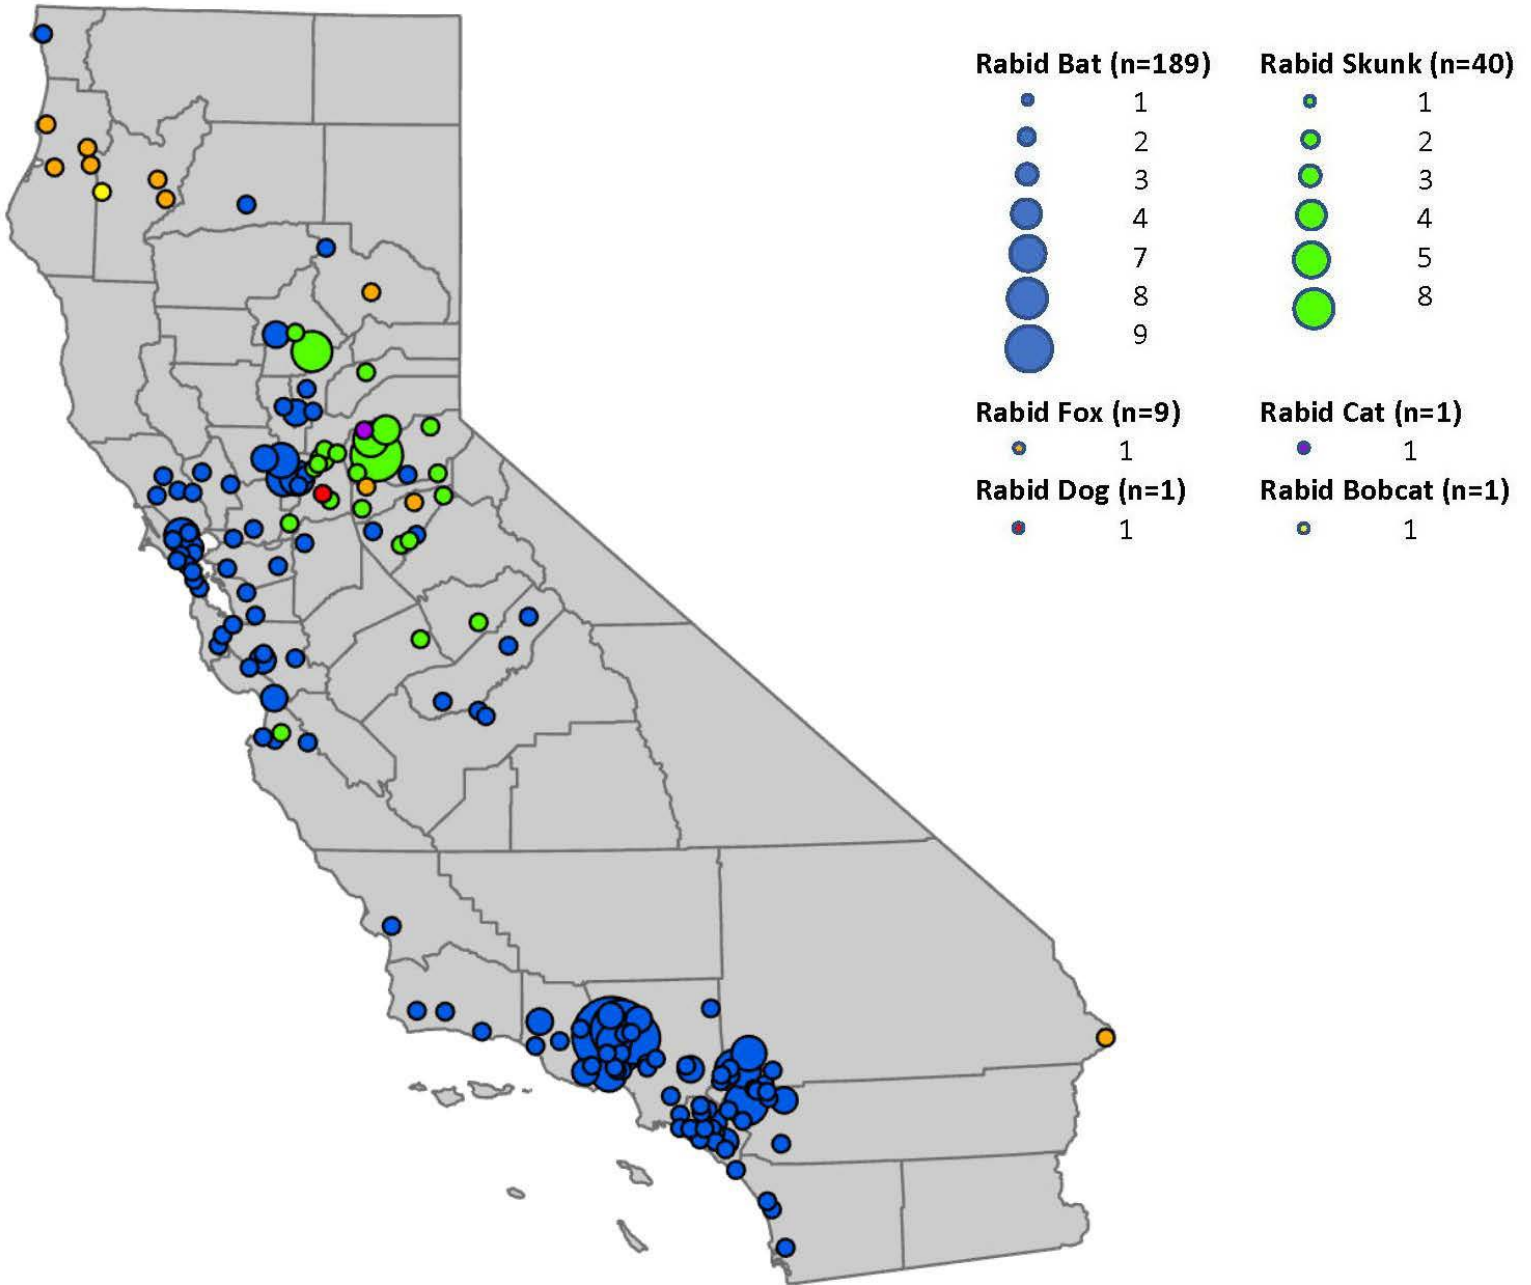 Rabid Bat (n=189)
1
2
3
4
7
8
9
Rabid Skunk (n=40)
1
2
3
4
5
8
Rabid Fox (n=9)
1
Rabid Cat (n=1)
1
Rabid Dog (n=1)
1
Rabid Bobcat (n=1)
1